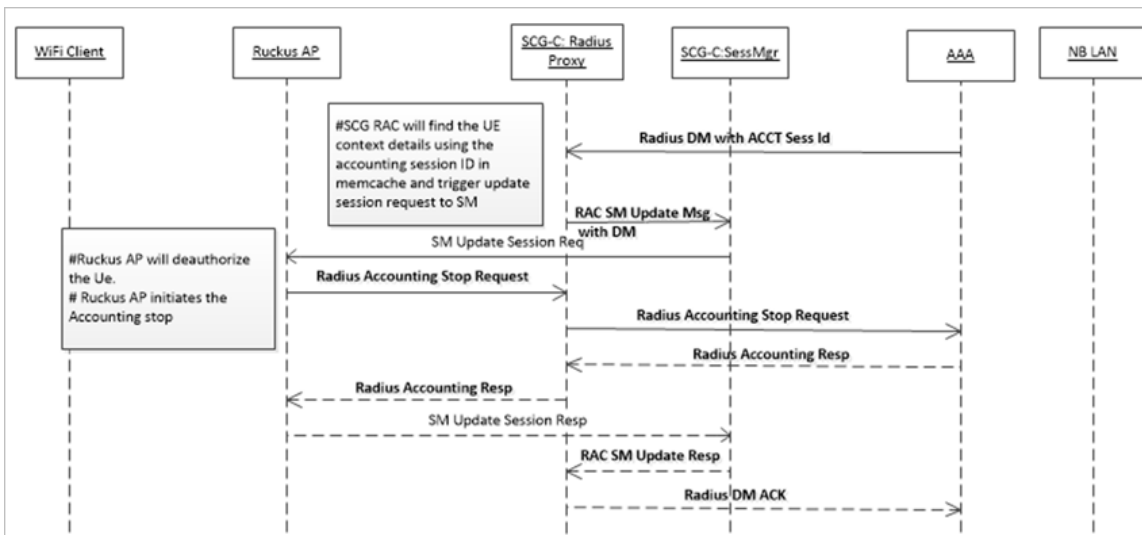 WiFi Client
Ruckus AP
SCG-C: Radius
Proxy
SCG-C:SessMgr
AAA
NB LAN
#SCG RAC will find the UE
context details using the
accounting session ID in
memcache and trigger update
session request to SM
Radius DM with ACCT Sess Id
RAC SM Update Msg
with DM
SM Update Session Req
#Ruckus AP will deauthorize
the Ue.
# Ruckus AP initiates the
Accounting stop
Radius Accounting Stop Request
Radius Accounting Stop Request
Radius Accounting Resp
Radius Accounting Resp
SM Update Session Resp
RAC SM Update Resp
Radius DM ACK